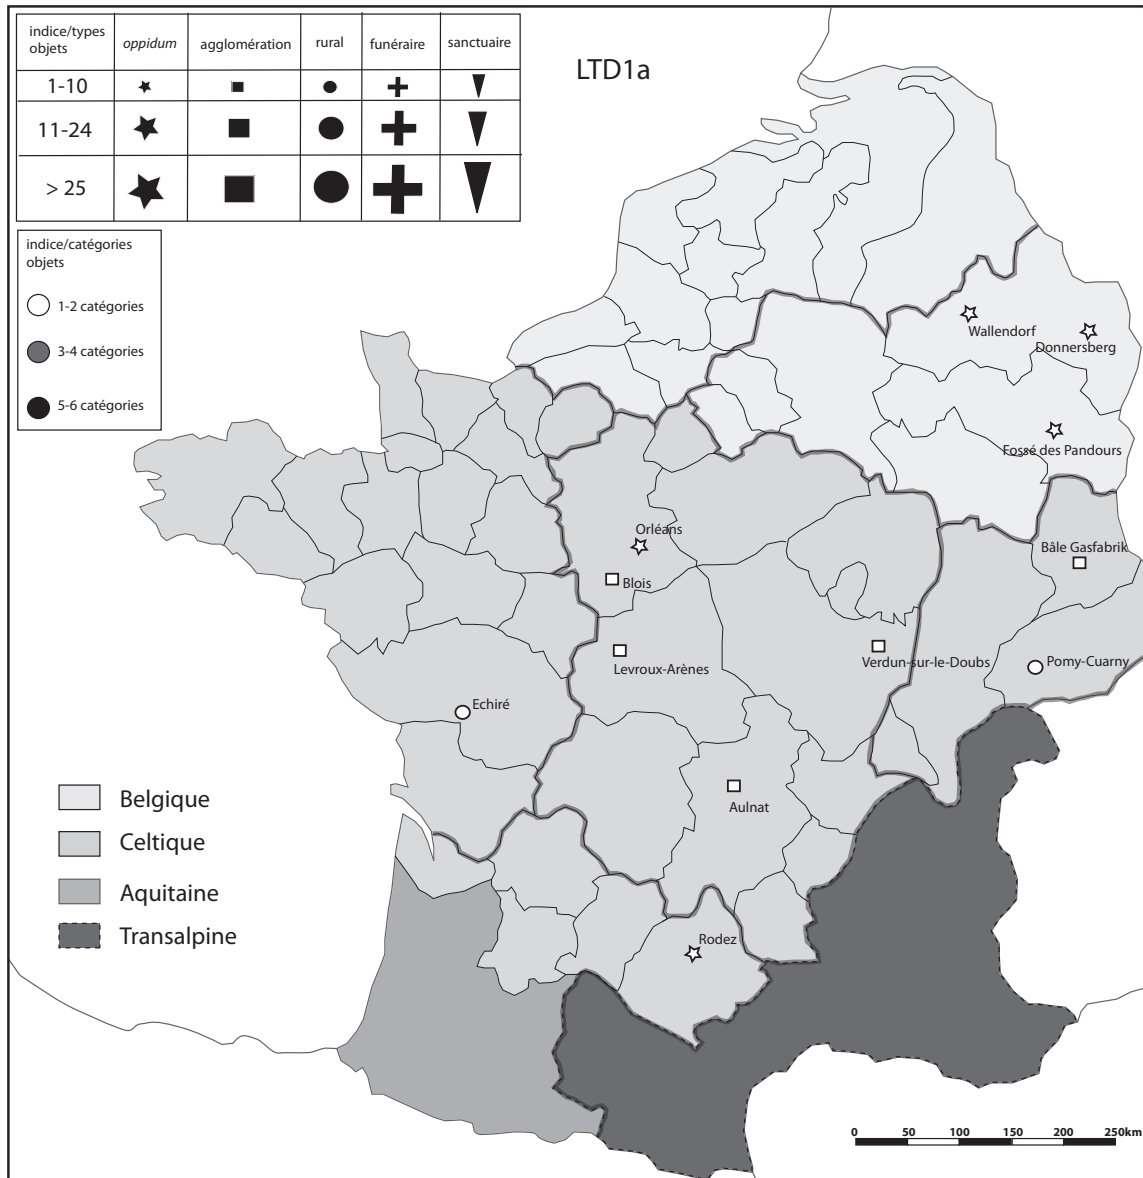 indice/types objets
oppidum
agglomération
rural
funéraire
sanctuaire
1-10
11-24
> 25
LTD1a
indice/catégories
objets
1-2 catégories
3-4 catégories
5-6 catégories
Wallendorf
Donnersberg
Fossé des Pandours
Orléans
Bâle Gasfabrik
Blois
Levroux-Arènes
Verdun-sur-le-Doubs
Pomy-Cuarny
Echiré
Aulnat
Rodez
Belgique
Celtique
Aquitaine
Transalpine
0 50 100 150 200 250km